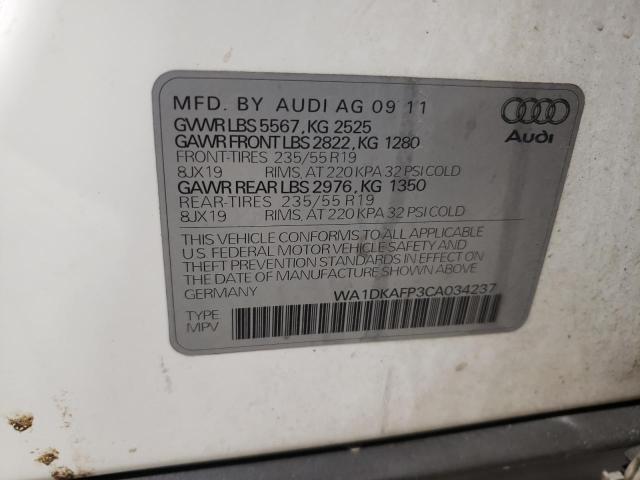 MFD. BY AUDI AG 09 11
GVWR LBS 5567, KG 2525
GAWR FRONT LBS 2822, KG 1280
FRONT-TIRES 235/55 R19
8JX19 RIMS, AT 220 KPA 32 PSI COLD
GAWR REAR LBS 2976, KG 1350
REAR-TIRES 235/55 R19
8JX19 RIMS, AT 220 KPA 32 PSI COLD
Audi
THIS VEHICLE CONFORMS TO ALL APPLICABLE
U.S. FEDERAL MOTOR VEHICLE SAFETY AND
THEFT PREVENTION STANDARDS IN EFFECT ON
THE DATE OF MANUFACTURE SHOWN ABOVE.
GERMANY WA1DKAFP3CA034237
TYPE
MPV